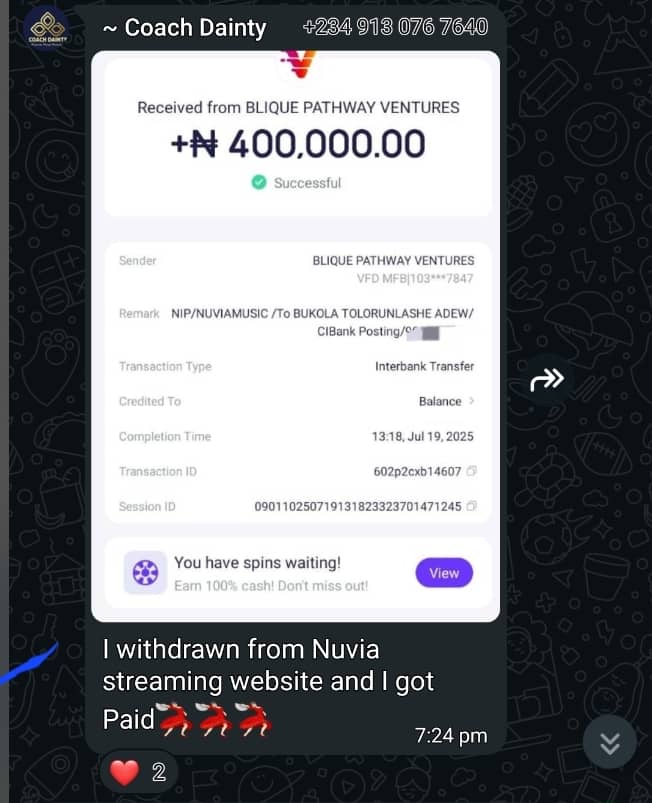 ~ Coach Dainty +234 913 076 7640
COACH DAINTY
Received from BLIQUE PATHWAY VENTURES
+₦ 400,000.00
Successful
Sender BLIQUE PATHWAY VENTURES
VFD MFB|103***7847
Remark NIP/NUVIAMUSIC /To BUKOLA TOLORUNLASHE ADEW/
CIBank Posting/
Transaction Type Interbank Transfer
Credited To Balance >
Completion Time 13:18, Jul 19, 2025
Transaction ID 602p2cxb14607
Session ID 090110250719131823323701471245
You have spins waiting!
Earn 100% cash! Don't miss out!
View
I withdrawn from Nuvia
streaming website and I got
Paid💃💃💃
7:24 pm
❤️ 2